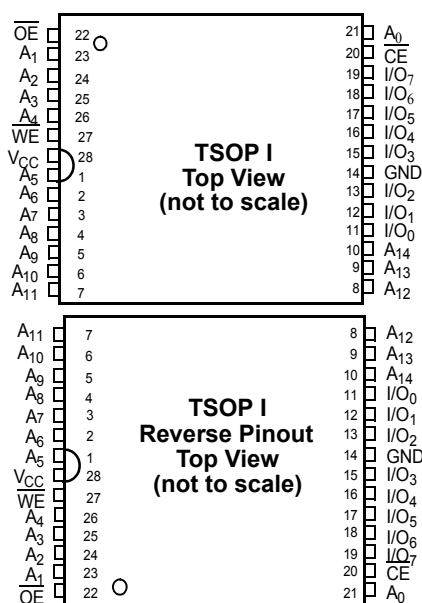 OE 22 21 A0
A1 23 20 CE
A2 24 19 I/O7
A3 25 18 I/O6
A4 26 17 I/O5
WE 27 16 I/O4
VCC 28 15 I/O3
A5 1 14 GND
A6 2 13 I/O2
A7 3 12 I/O1
A8 4 11 I/O0
A9 5 10 A14
A10 6 9 A13
A11 7 8 A12
TSOP I
Top View
(not to scale)
A11 7 8 A12
A10 6 9 A13
A9 5 10 A14
A8 4 11 I/O0
A7 3 12 I/O1
A6 2 13 I/O2
A5 1 14 GND
VCC 28 15 I/O3
WE 27 16 I/O4
A4 26 17 I/O5
A3 25 18 I/O6
A2 24 19 I/O7
A1 23 20 CE
OE 22 21 A0
TSOP I
Reverse Pinout
Top View
(not to scale)